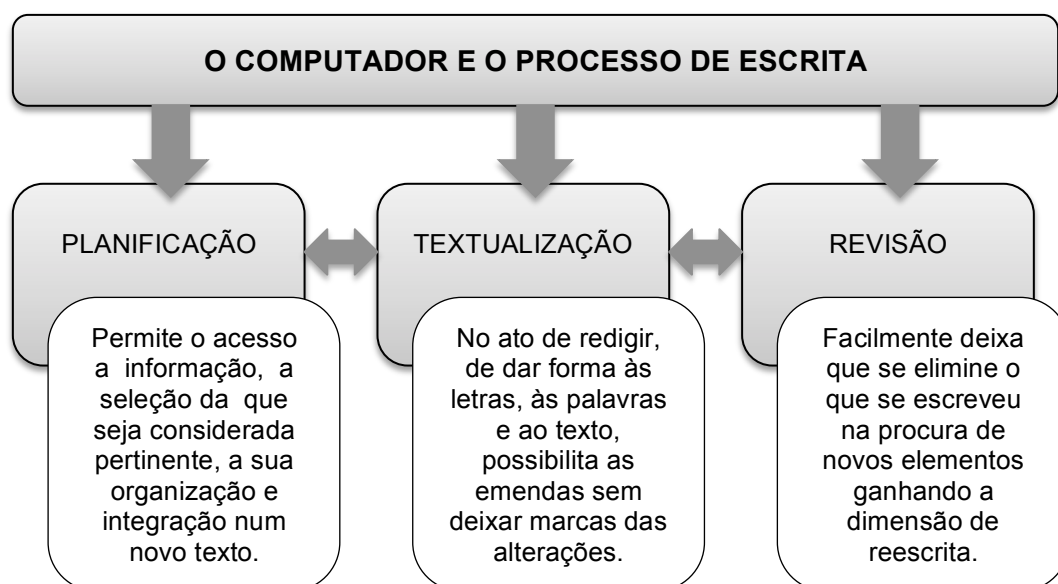 O COMPUTADOR E O PROCESSO DE ESCRITA
PLANIFICAÇÃO
Permite o acesso
a informação, a
seleção da que
seja considerada
pertinente, a sua
organização e
integração num
novo texto.
TEXTUALIZAÇÃO
No ato de redigir,
de dar forma às
letras, às palavras
e ao texto,
possibilita as
emendas sem
deixar marcas das
alterações.
REVISÃO
Facilmente deixa
que se elimine o
que se escreveu
na procura de
novos elementos
ganhando a
dimensão de
reescrita.